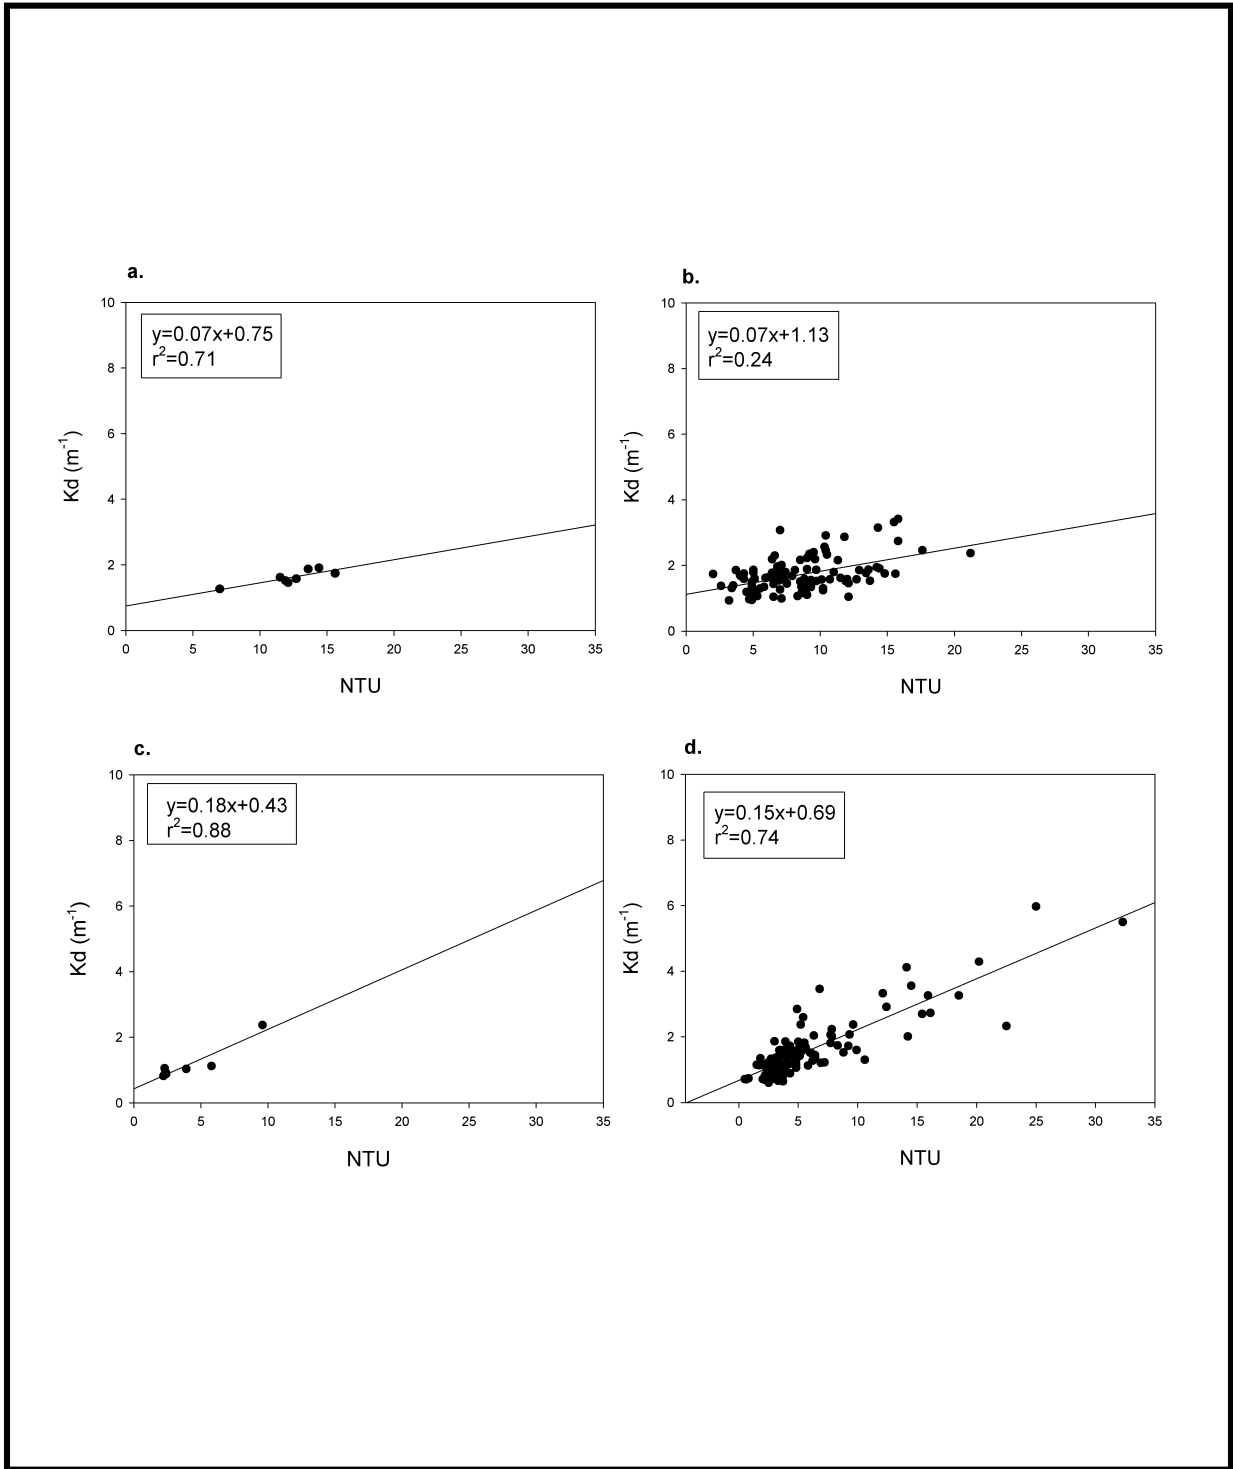 a.
10
8
6
4
2
0
Kd (m⁻¹)
y=0.07x+0.75
r²=0.71
0 5 10 15 20 25 30 35
NTU
b.
10
8
6
4
2
0
Kd (m⁻¹)
y=0.07x+1.13
r²=0.24
0 5 10 15 20 25 30 35
NTU
c.
10
8
6
4
2
0
Kd (m⁻¹)
y=0.18x+0.43
r²=0.88
0 5 10 15 20 25 30 35
NTU
d.
10
8
6
4
2
0
Kd (m⁻¹)
y=0.15x+0.69
r²=0.74
0 5 10 15 20 25 30 35
NTU